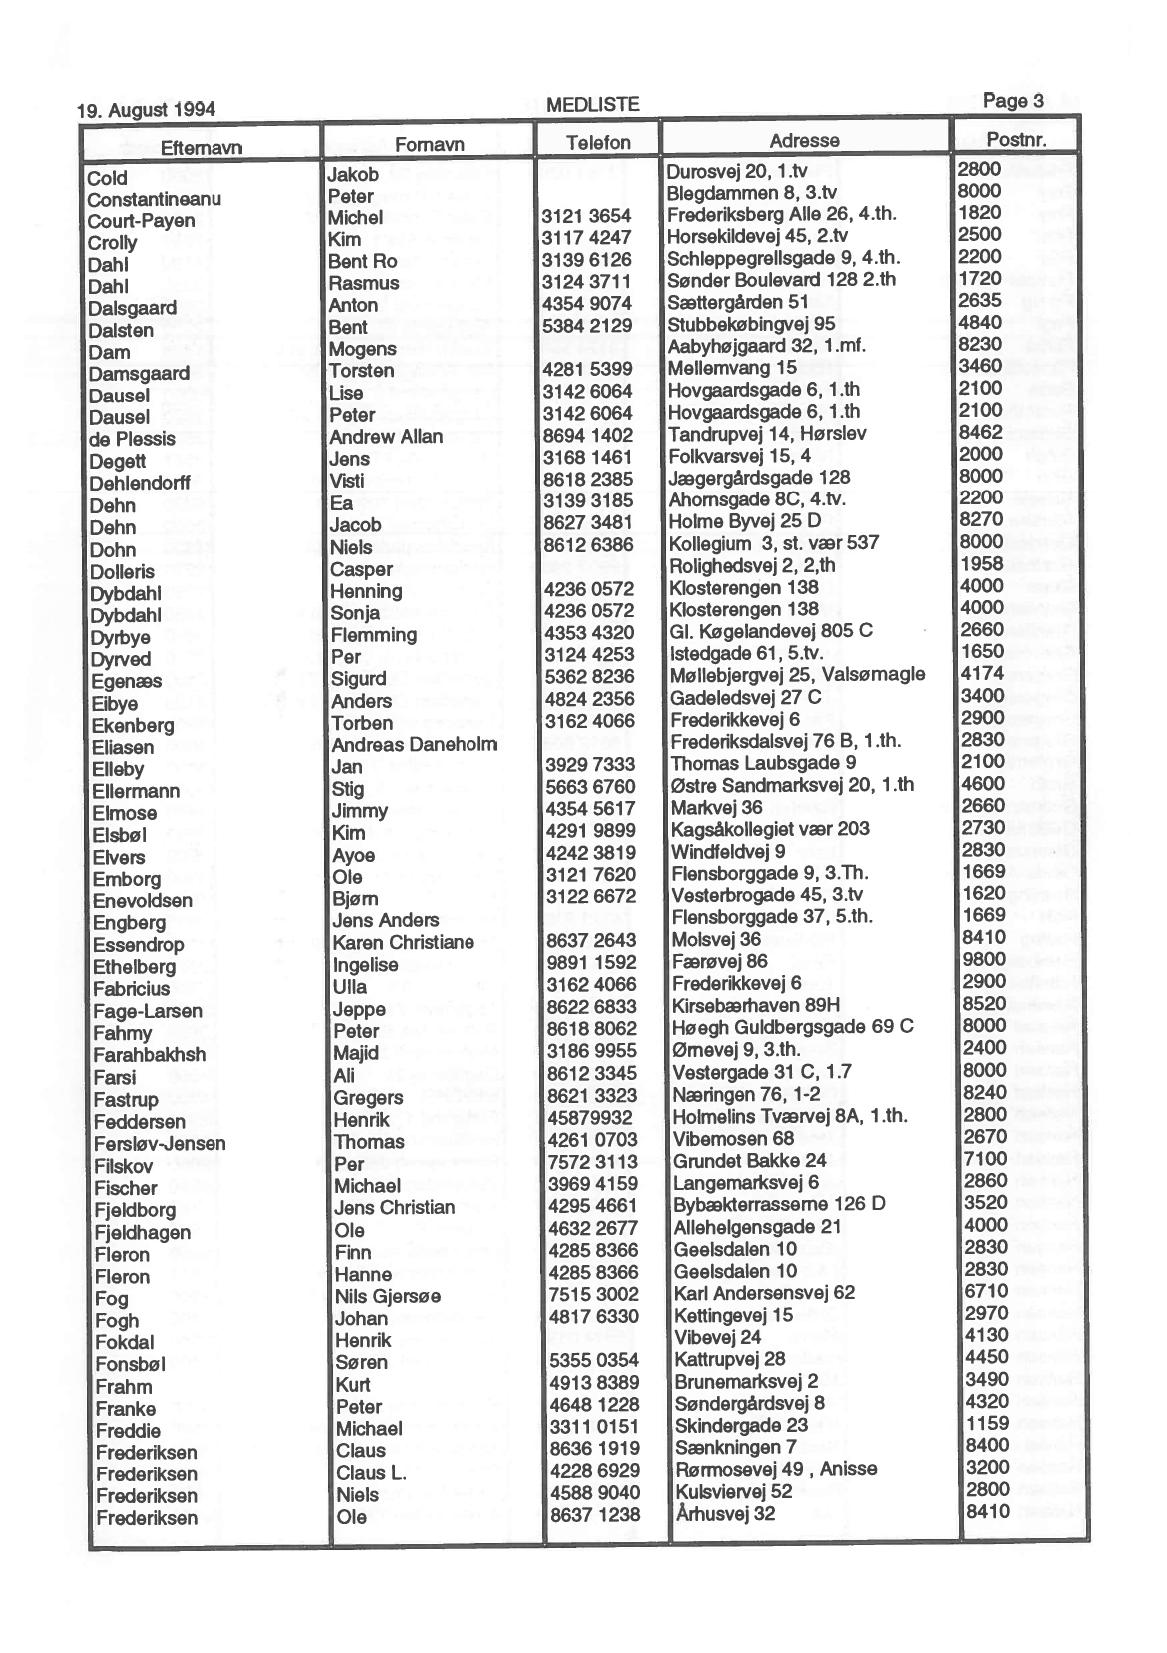 19. August 1994 MEDLISTE Page 3
Efternavn Fornavn Telefon Adresse Postnr.
Cold Jakob Durosvej 20, 1.tv 2800
Constantineanu Peter Blegdammen 8, 3.tv 8000
Court-Payen Michel 3121 3654 Frederiksberg Alle 26, 4.th. 1820
Crolly Kim 3117 4247 Horsekildevej 45, 2.tv 2500
Dahl Bent Ro 3139 6126 Schleppegrellsgade 9, 4.th. 2200
Dahl Rasmus 3124 3711 Sønder Boulevard 128 2.th 1720
Dalsgaard Anton 4354 9074 Sættergården 51 2635
Dalsten Bent 5384 2129 Stubbekøbingvej 95 4840
Dam Mogens Aabyhøjgaard 32, 1.mf. 8230
Damsgaard Torsten 4281 5399 Mellemvang 15 3460
Dausel Lise 3142 6064 Hovgaardsgade 6, 1.th 2100
Dausel Peter 3142 6064 Hovgaardsgade 6, 1.th 2100
de Plessis Andrew Allan 8694 1402 Tandrupvej 14, Hørslev 8462
Degett Jens 3168 1461 Folkvarsvej 15, 4 2000
Dehlendorff Visti 8618 2385 Jægergårdsgade 128 8000
Dehn Ea 3139 3185 Ahornsgade 8C, 4.tv. 2200
Dehn Jacob 8627 3481 Holme Byvej 25 D 8270
Dohn Niels 8612 6386 Kollegium 3, st. vær 537 8000
Dolleris Casper Rolighedsvej 2, 2,th 1958
Dybdahl Henning 4236 0572 Klosterengen 138 4000
Dybdahl Sonja 4236 0572 Klosterengen 138 4000
Dyrbye Flemming 4353 4320 Gl. Køgelandevej 805 C 2660
Dyrved Per 3124 4253 Istedgade 61, 5.tv. 1650
Egenæs Sigurd 5362 8236 Møllebjergvej 25, Valsømagle 4174
Eibye Anders 4824 2356 Gadeledsvej 27 C 3400
Ekenberg Torben 3162 4066 Frederikkevej 6 2900
Eliasen Andreas Daneholm Frederiksdalsvej 76 B, 1.th. 2830
Elleby Jan 3929 7333 Thomas Laubsgade 9 2100
Ellermann Stig 5663 6760 Østre Sandmarksvej 20, 1.th 4600
Elmose Jimmy 4354 5617 Markvej 36 2660
Elsbøl Kim 4291 9899 Kagsåkollegiet vær 203 2730
Elvers Ayoe 4242 3819 Windfeldvej 9 2830
Emborg Ole 3121 7620 Flensborggade 9, 3.Th. 1669
Enevoldsen Bjørn 3122 6672 Vesterbrogade 45, 3.tv 1620
Engberg Jens Anders Flensborggade 37, 5.th. 1669
Essendrop Karen Christiane 8637 2643 Molsvej 36 8410
Ethelberg Ingelise 9891 1592 Færøvej 86 9800
Fabricius Ulla 3162 4066 Frederikkevej 6 2900
Fage-Larsen Jeppe 8622 6833 Kirsebærhaven 89H 8520
Fahmy Peter 8618 8062 Høegh Guldbergsgade 69 C 8000
Farahbakhsh Majid 3186 9955 Ørnevej 9, 3.th. 2400
Farsi Ali 8612 3345 Vestergade 31 C, 1.7 8000
Fastrup Gregers 8621 3323 Næringen 76, 1-2 8240
Feddersen Henrik 45879932 Holmelins Tværvej 8A, 1.th. 2800
Fersløv-Jensen Thomas 4261 0703 Vibemosen 68 2670
Filskov Per 7572 3113 Grundet Bakke 24 7100
Fischer Michael 3969 4159 Langemarksvej 6 2860
Fjeldborg Jens Christian 4295 4661 Bybækterrasserne 126 D 3520
Fjeldhagen Ole 4632 2677 Allehelgensgade 21 4000
Fleron Finn 4285 8366 Geelsdalen 10 2830
Fleron Hanne 4285 8366 Geelsdalen 10 2830
Fog Nils Gjersøe 7515 3002 Karl Andersensvej 62 6710
Fogh Johan 4817 6330 Kettingevej 15 2970
Fokdal Henrik Vibevej 24 4130
Fonsbøl Søren 5355 0354 Kattrupvej 28 4450
Frahm Kurt 4913 8389 Brunemarksvej 2 3490
Franke Peter 4648 1228 Søndergårdsvej 8 4320
Freddie Michael 3311 0151 Skindergade 23 1159
Frederiksen Claus 8636 1919 Sænkningen 7 8400
Frederiksen Claus L. 4228 6929 Rørmosevej 49 , Anisse 3200
Frederiksen Niels 4588 9040 Kulsviervej 52 2800
Frederiksen Ole 8637 1238 Århusvej 32 8410